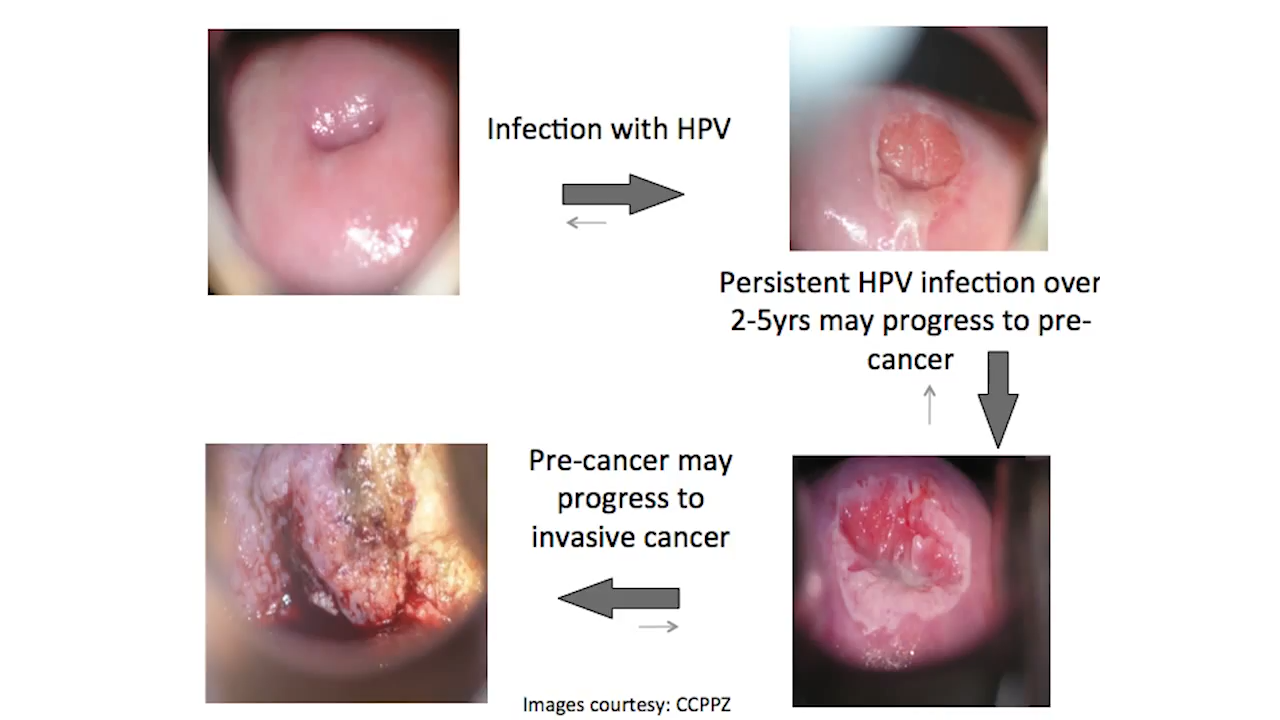 Infection with HPV
Persistent HPV infection over
2-5yrs may progress to pre-
cancer
Pre-cancer may
progress to
invasive cancer
Images courtesy: CCPPZ